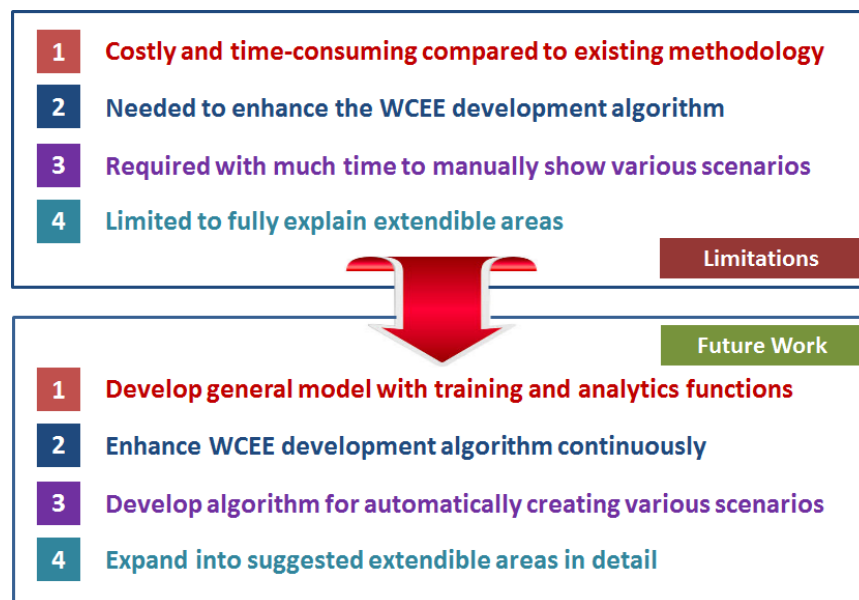 1 Costly and time-consuming compared to existing methodology
2 Needed to enhance the WCEE development algorithm
3 Required with much time to manually show various scenarios
4 Limited to fully explain extendible areas
Limitations
Future Work
1 Develop general model with training and analytics functions
2 Enhance WCEE development algorithm continuously
3 Develop algorithm for automatically creating various scenarios
4 Expand into suggested extendible areas in detail